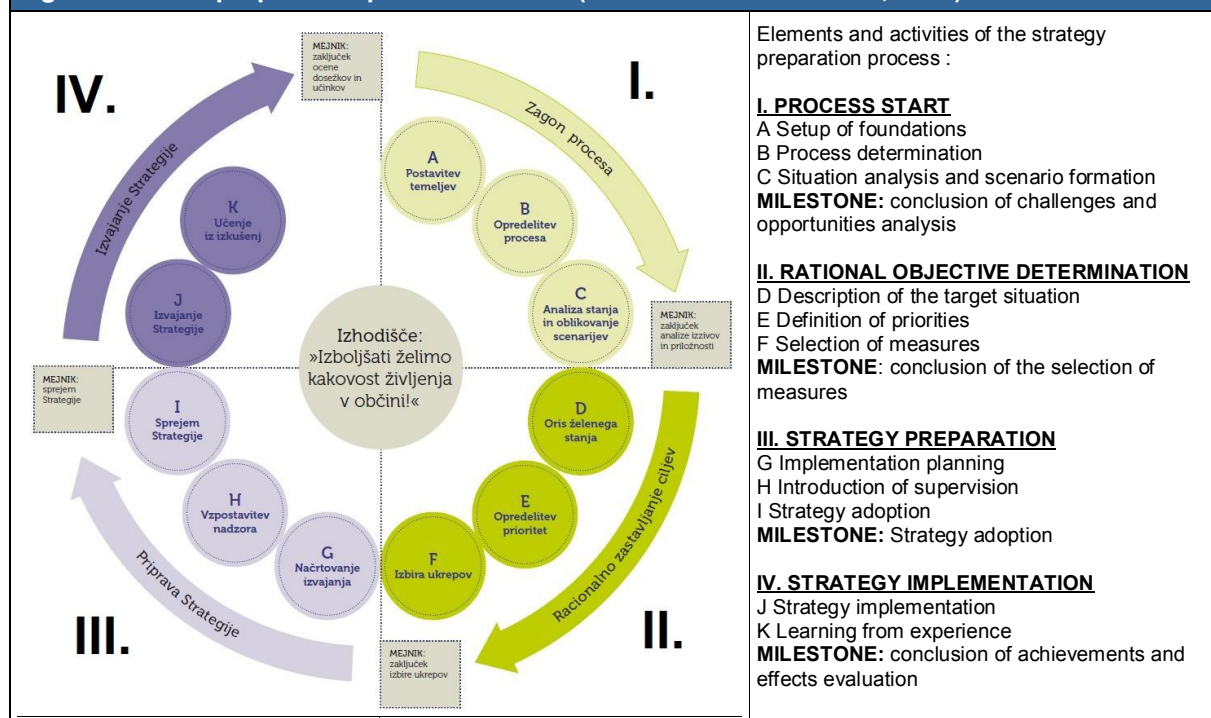 IV.
MEJNIK:
zaključek
ocene
dosežkov in
učinkov
I.
Zagon procesa
A
Postavitev
temeljev
B
Opredelitev
procesa
C
Analiza stanja
in oblikovanje
scenarijev
MEJNIK:
zaključek
analize izzivov
in priložnosti
Izvajanje Strategije
K
Učenje
iz izkušenj
J
Izvajanje
Strategije
Izhodišče:
»Izboljšati želimo
kakovost življenja
v občini!«
MEJNIK:
sprejem
Strategije
I
Sprejem
Strategije
H
Vzpostavitev
nadzora
G
Načrtovanje
izvajanja
F
Izbira ukrepov
E
Opredelitev
prioritet
D
Oris želenega
stanja
Racionalno zastavljanje ciljev
Priprava Strategije
III.
MEJNIK:
zaključek
izbire ukrepov
II.
Elements and activities of the strategy
preparation process :
I. PROCESS START
A Setup of foundations
B Process determination
C Situation analysis and scenario formation
MILESTONE: conclusion of challenges and
opportunities analysis
II. RATIONAL OBJECTIVE DETERMINATION
D Description of the target situation
E Definition of priorities
F Selection of measures
MILESTONE: conclusion of the selection of
measures
III. STRATEGY PREPARATION
G Implementation planning
H Introduction of supervision
I Strategy adoption
MILESTONE: Strategy adoption
IV. STRATEGY IMPLEMENTATION
J Strategy implementation
K Learning from experience
MILESTONE: conclusion of achievements and
effects evaluation